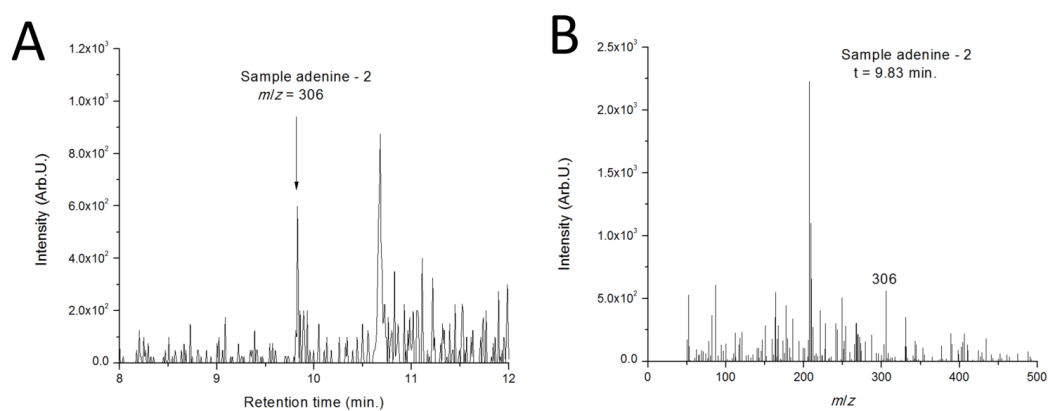 A
1.2x10³
1.0x10³
8.0x10²
6.0x10²
4.0x10²
2.0x10²
0.0
Intensity (Arb.U.)
Sample adenine - 2
m/z = 306
8
9
10
11
12
Retention time (min.)
B
2.5x10³
2.0x10³
1.5x10³
1.0x10³
5.0x10²
0.0
Intensity (Arb.U.)
Sample adenine - 2
t = 9.83 min.
306
0
100
200
300
400
500
m/z